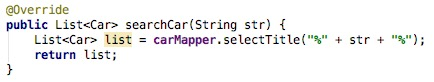 @Override
public List<Car> searchCar(String str) {
    List<Car> list = carMapper.selectTitle("%" + str + "%");
    return list;
}